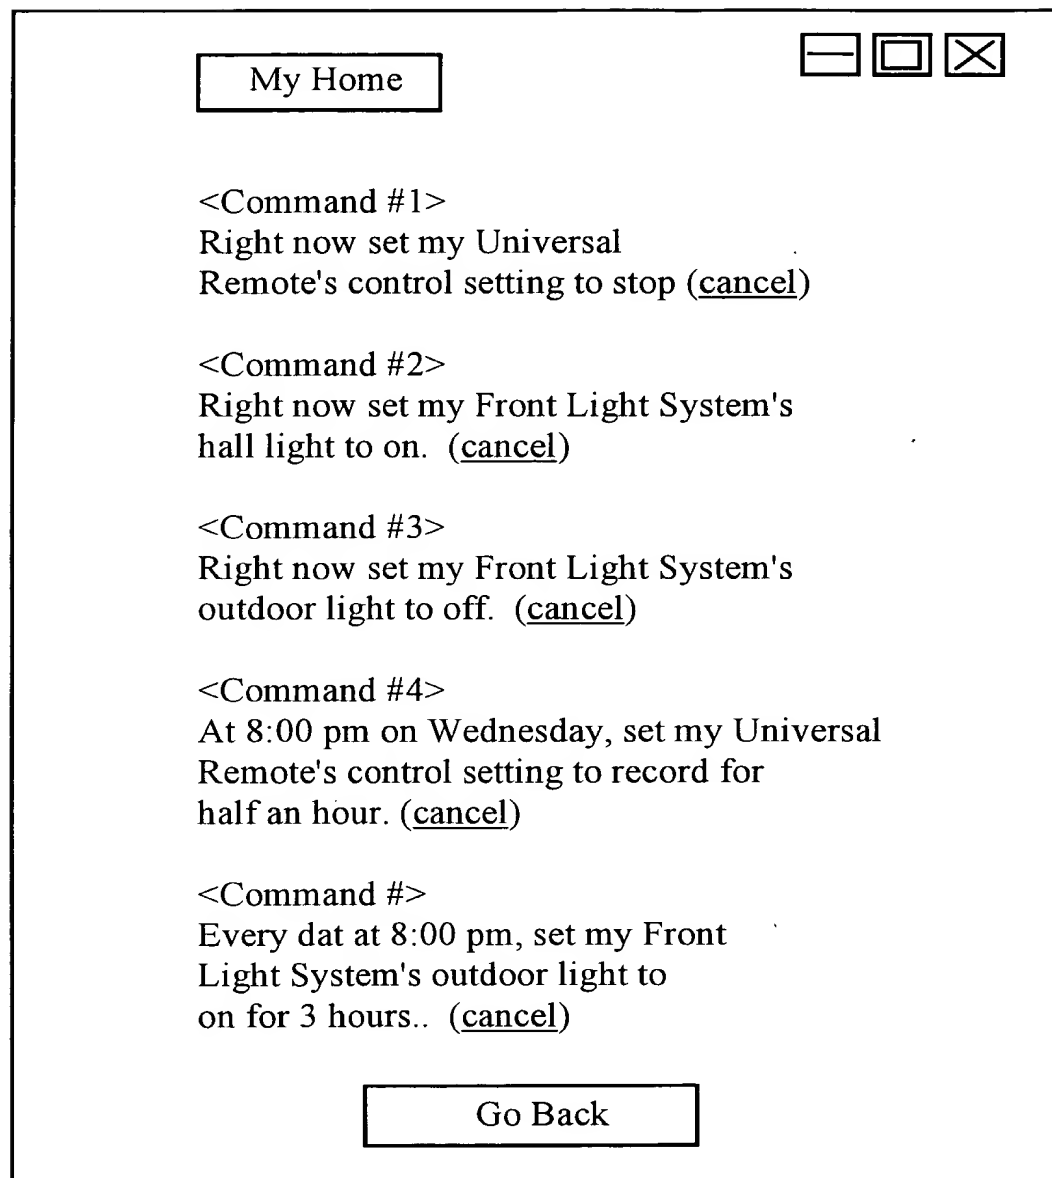 My Home
<Command #1>
Right now set my Universal
Remote's control setting to stop (cancel)
<Command #2>
Right now set my Front Light System's
hall light to on.  (cancel)
<Command #3>
Right now set my Front Light System's
outdoor light to off.  (cancel)
<Command #4>
At 8:00 pm on Wednesday, set my Universal
Remote's control setting to record for
half an hour. (cancel)
<Command #>
Every dat at 8:00 pm, set my Front
Light System's outdoor light to
on for 3 hours..  (cancel)
Go Back